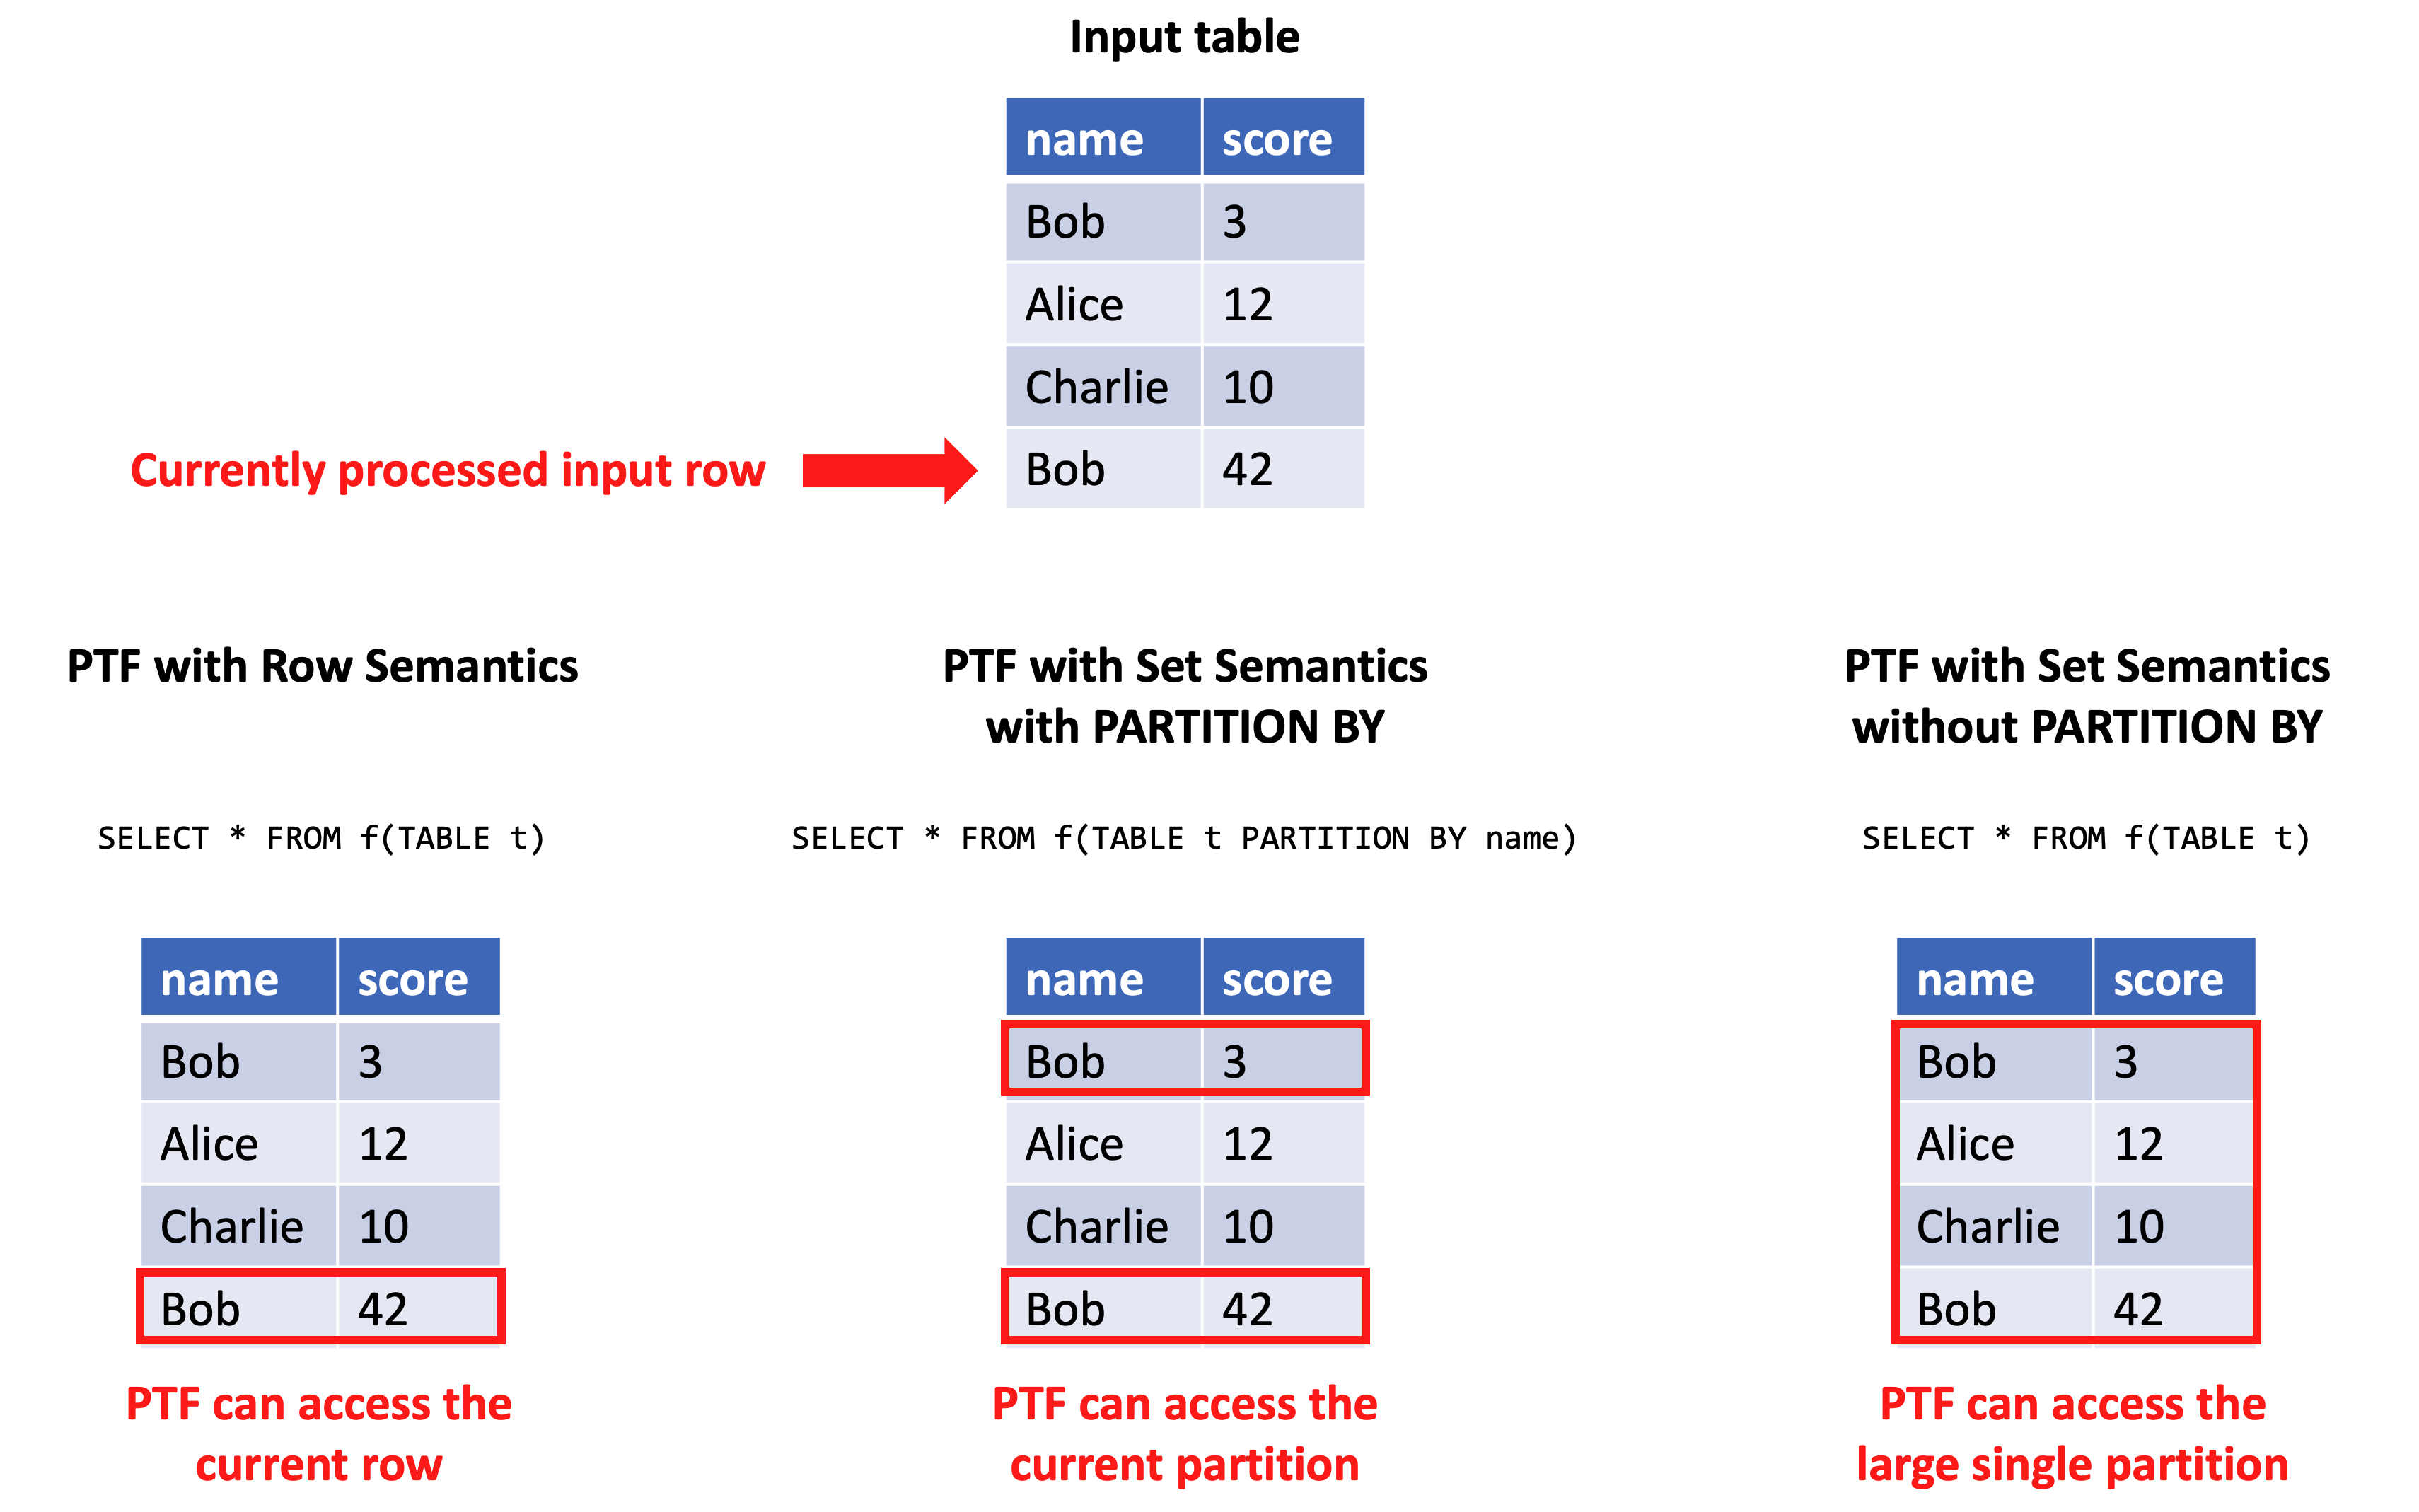 Input table
name score
Bob 3
Alice 12
Charlie 10
Currently processed input row
Bob 42
PTF with Row Semantics
SELECT * FROM f(TABLE t)
name score
Bob 3
Alice 12
Charlie 10
Bob 42
PTF can access the
current row
PTF with Set Semantics
with PARTITION BY
SELECT * FROM f(TABLE t PARTITION BY name)
name score
Bob 3
Alice 12
Charlie 10
Bob 42
PTF can access the
current partition
PTF with Set Semantics
without PARTITION BY
SELECT * FROM f(TABLE t)
name score
Bob 3
Alice 12
Charlie 10
Bob 42
PTF can access the
large single partition